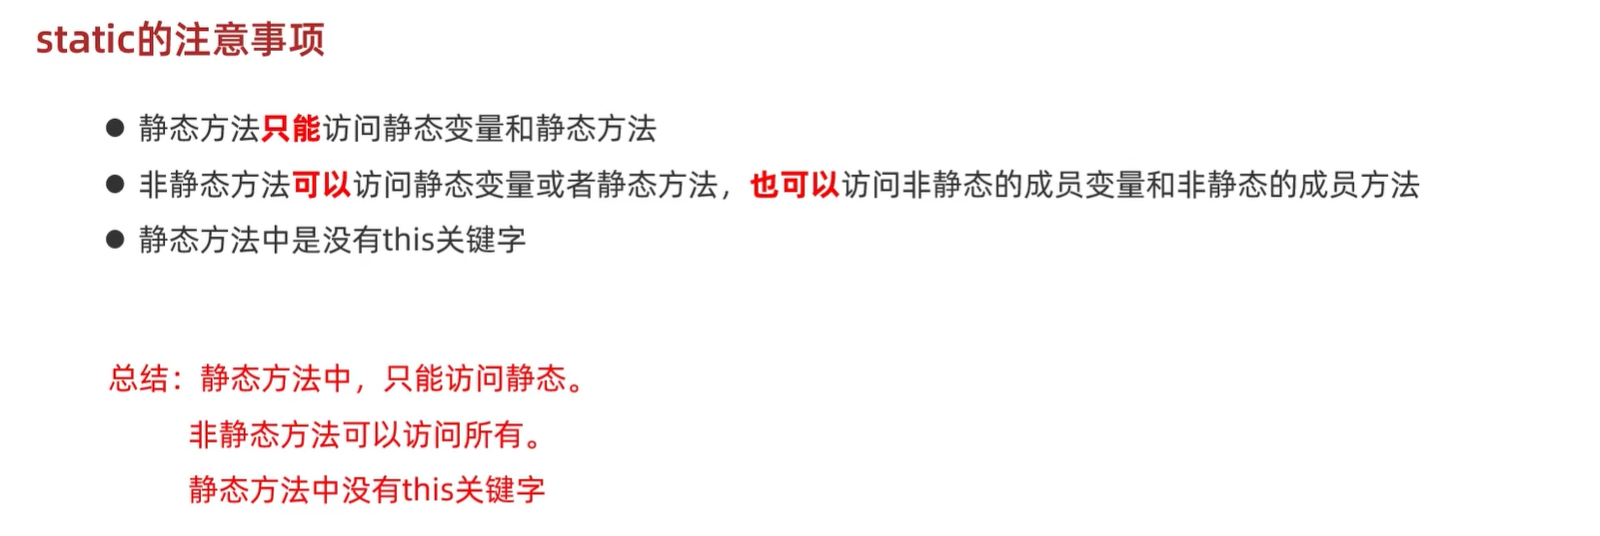 static的注意事项
● 静态方法只能访问静态变量和静态方法
● 非静态方法可以访问静态变量或者静态方法，也可以访问非静态的成员变量和非静态的成员方法
● 静态方法中是没有this关键字
总结：静态方法中，只能访问静态。
非静态方法可以访问所有。
静态方法中没有this关键字